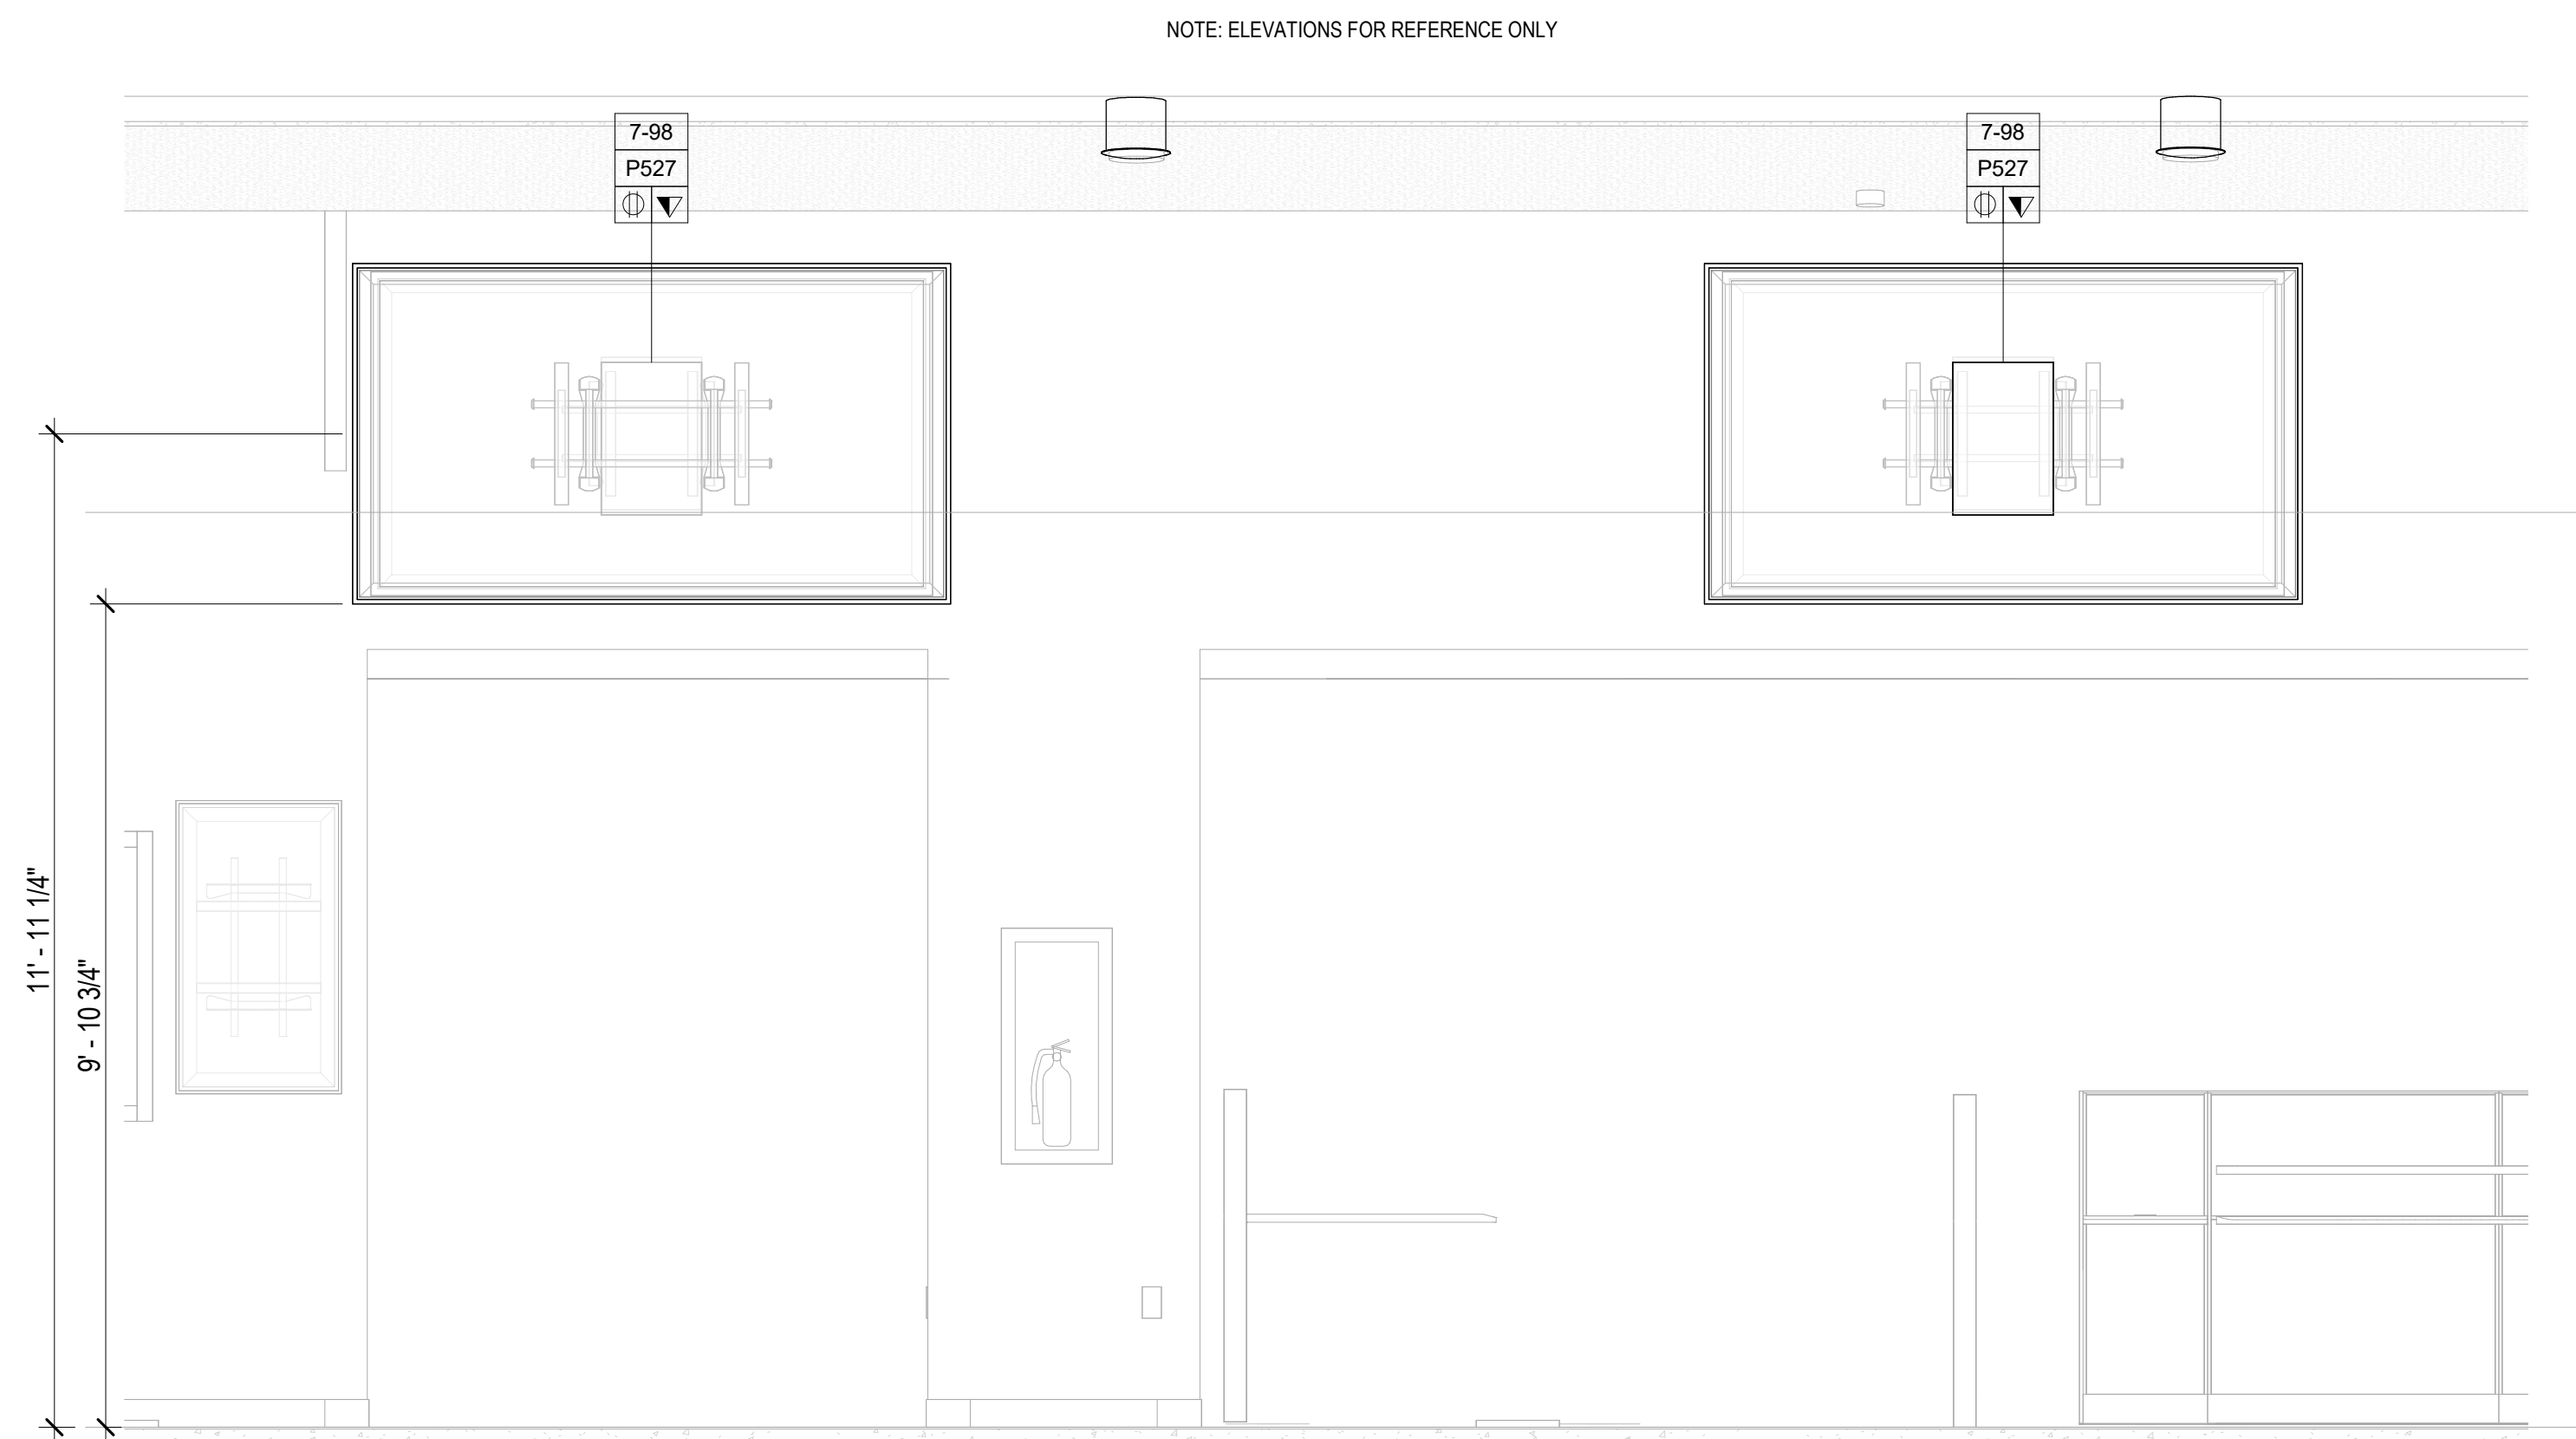 NOTE: ELEVATIONS FOR REFERENCE ONLY
7-98
P527
7-98
P527
11' - 11 1/4"
9' - 10 3/4"